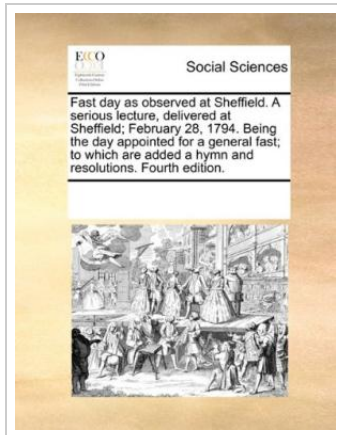 ECCO
Social Sciences
Fast day as observed at Sheffield. A
serious lecture, delivered at
Sheffield; February 28, 1794. Being
the day appointed for a general fast;
to which are added a hymn and
resolutions. Fourth edition.